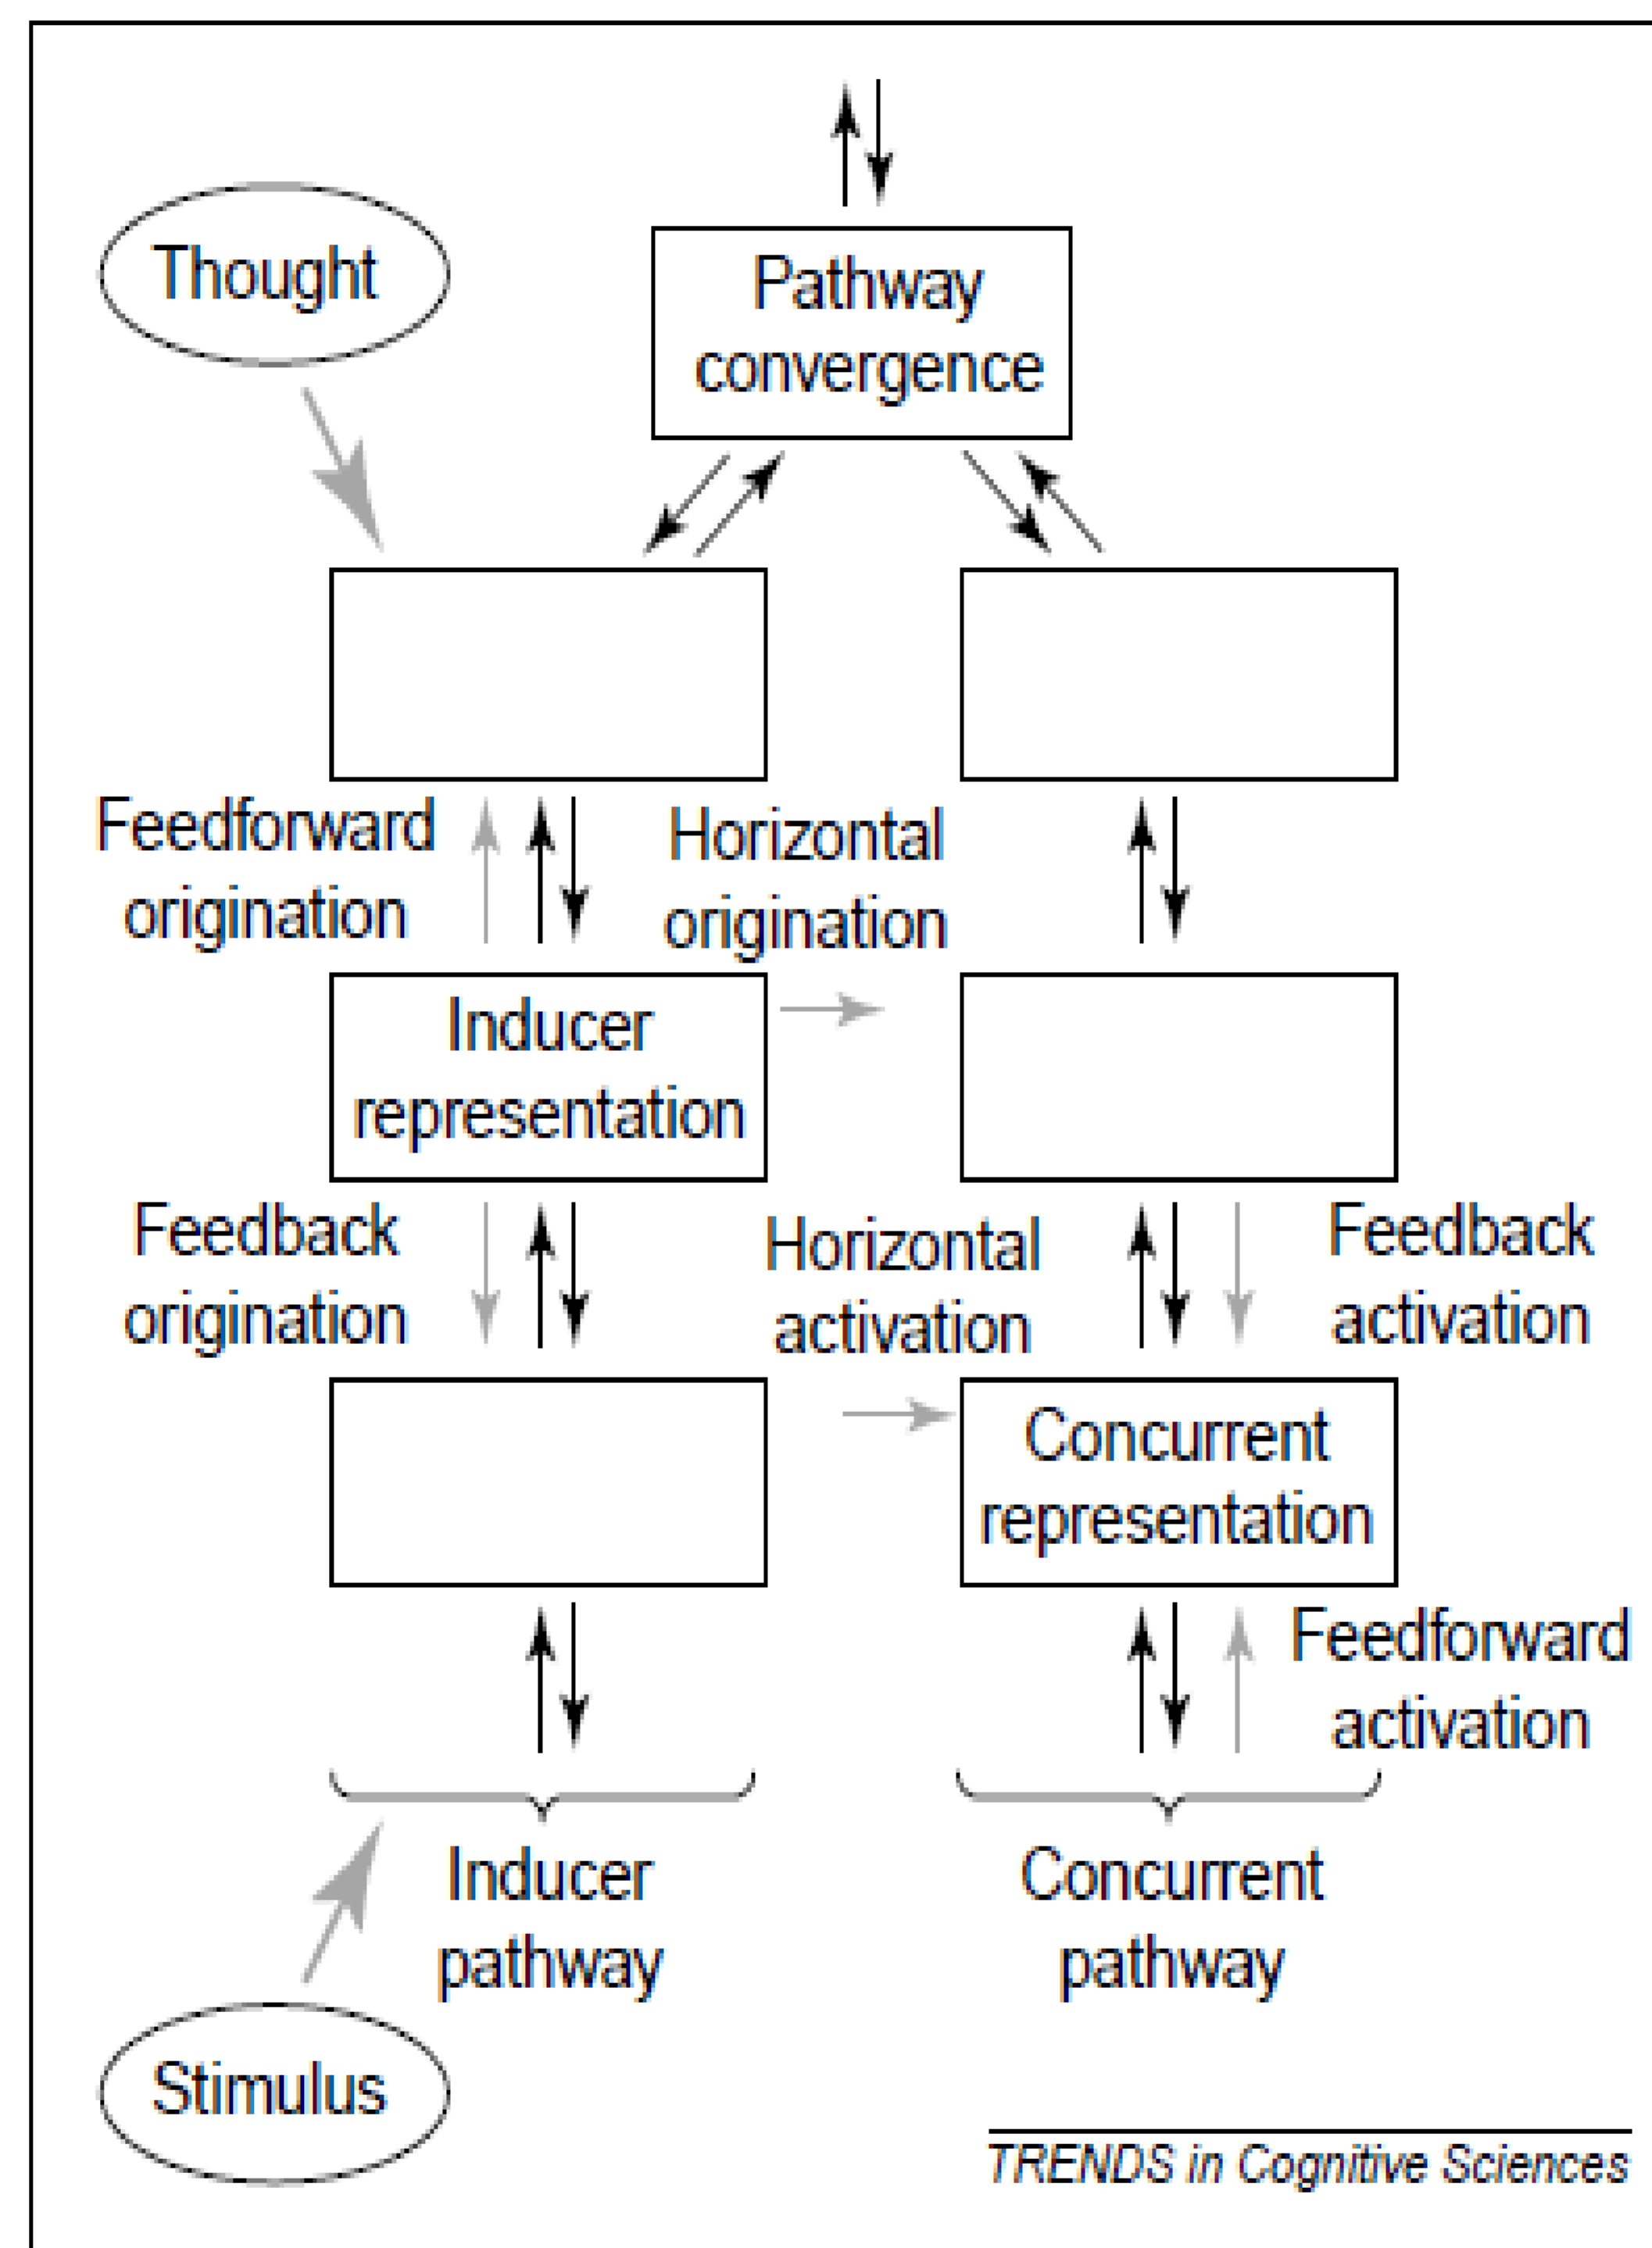 Thought
Pathway
convergence
Feedforward
origination
Horizontal
origination
Inducer
representation
Feedback
origination
Horizontal
activation
Feedback
activation
Concurrent
representation
Feedforward
activation
Inducer
pathway
Concurrent
pathway
Stimulus
TRENDS in Cognitive Sciences